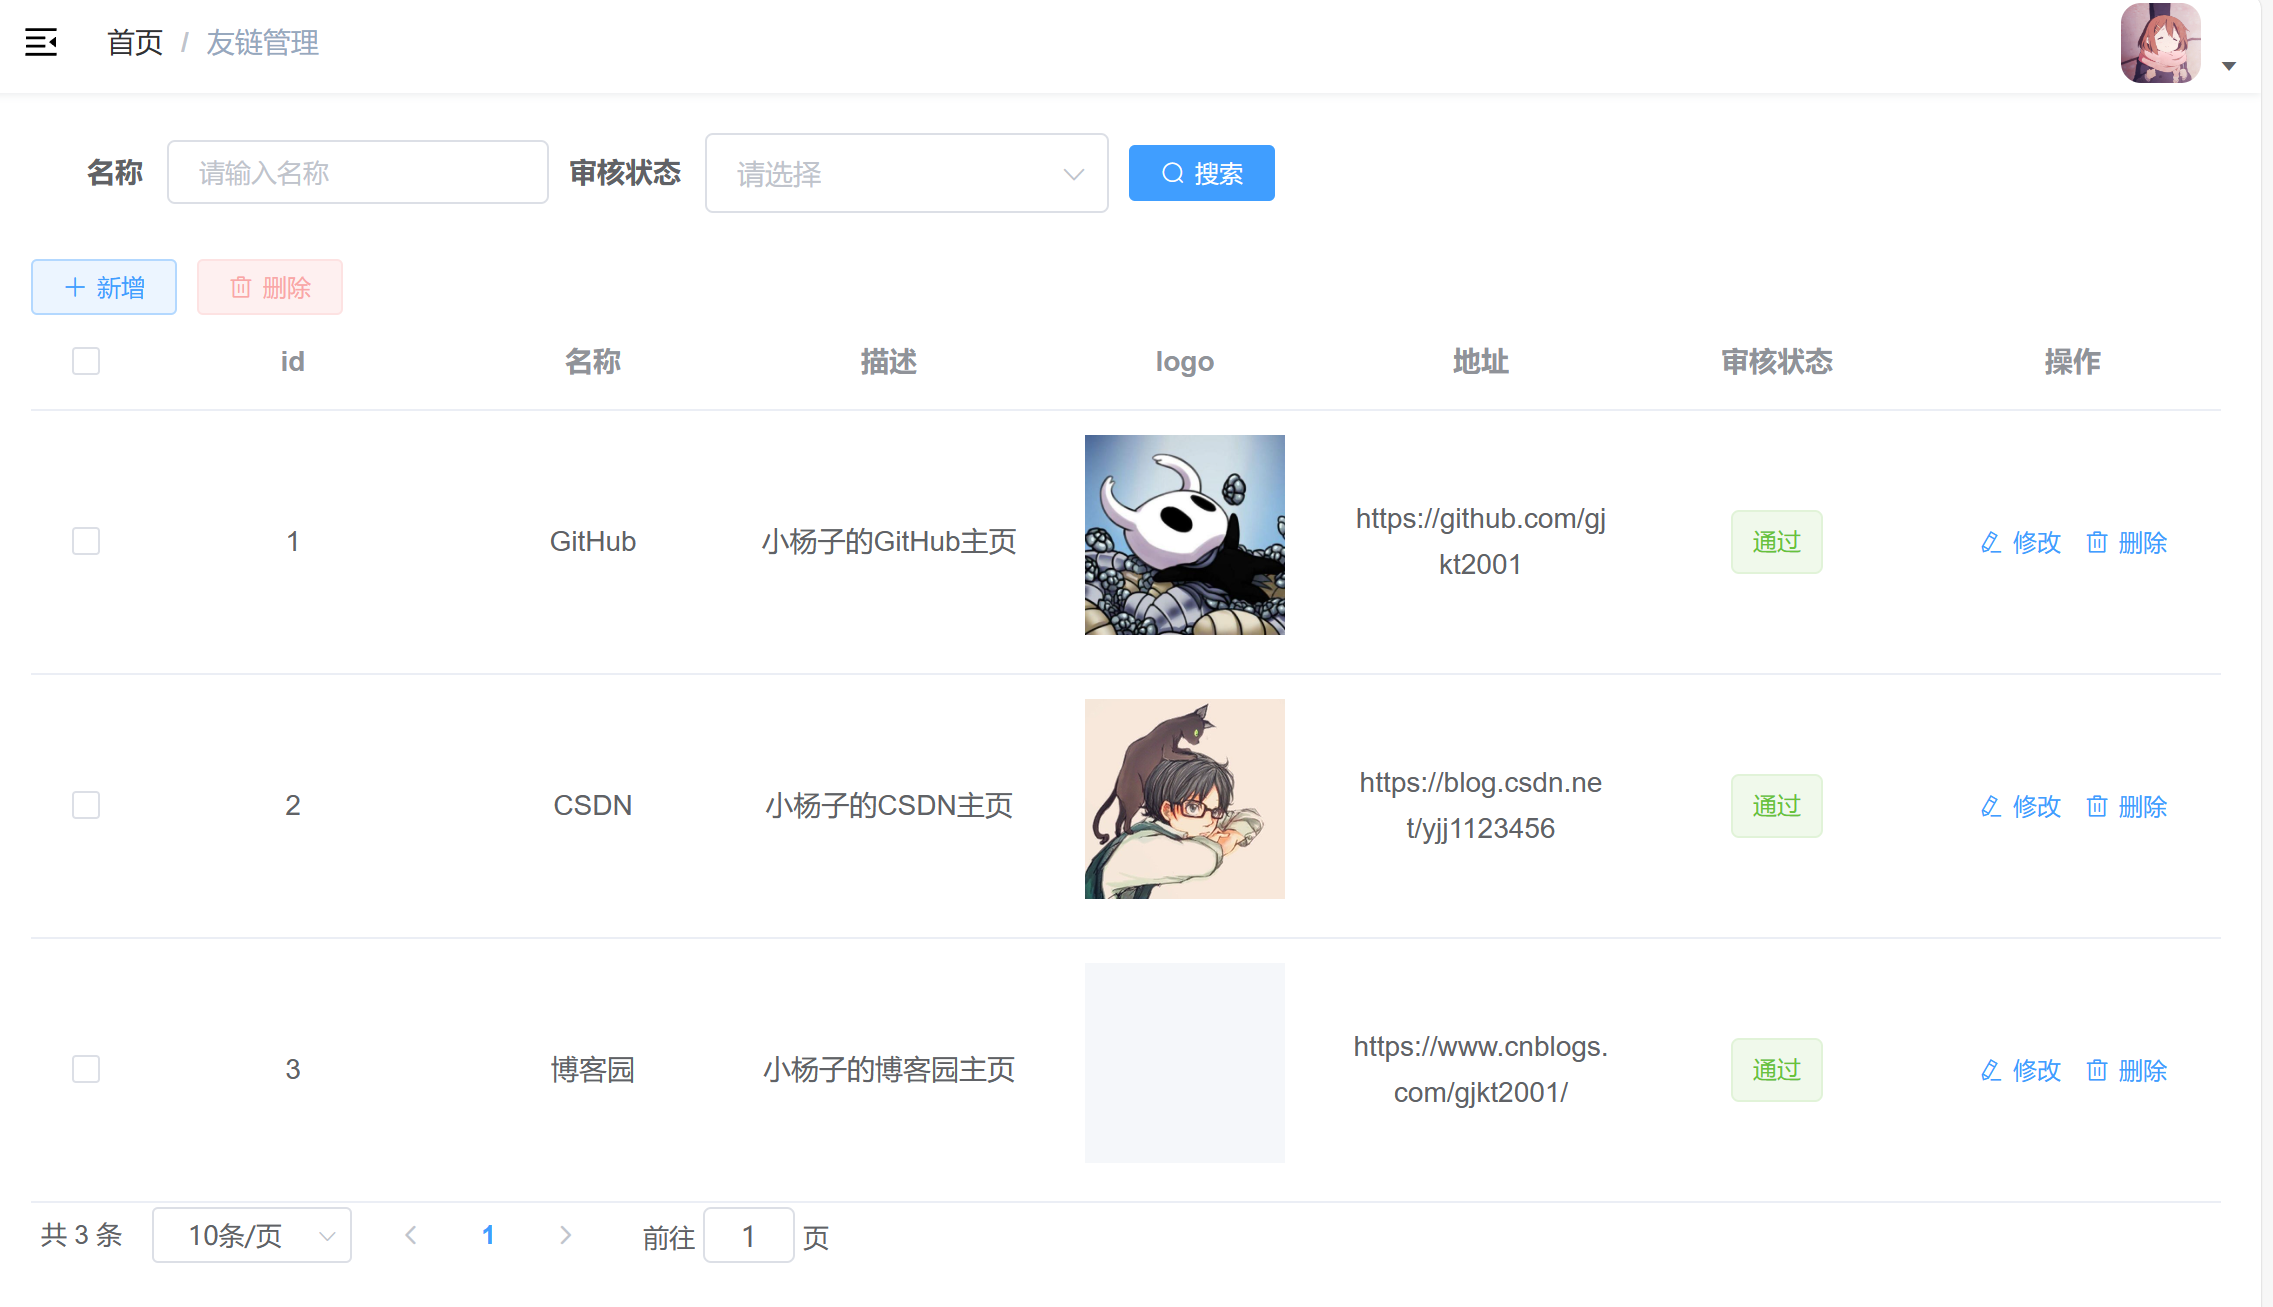 首页 / 友链管理
名称 请输入名称 审核状态 请选择 搜索
新增 删除
id 名称 描述 logo 地址 审核状态 操作
1 GitHub 小杨子的GitHub主页 https://github.com/gj
kt2001 通过 修改 删除
2 CSDN 小杨子的CSDN主页 https://blog.csdn.ne
t/yjj1123456 通过 修改 删除
3 博客园 小杨子的博客园主页 https://www.cnblogs.
com/gjkt2001/ 通过 修改 删除
共 3 条 10条/页 1 前往 1 页